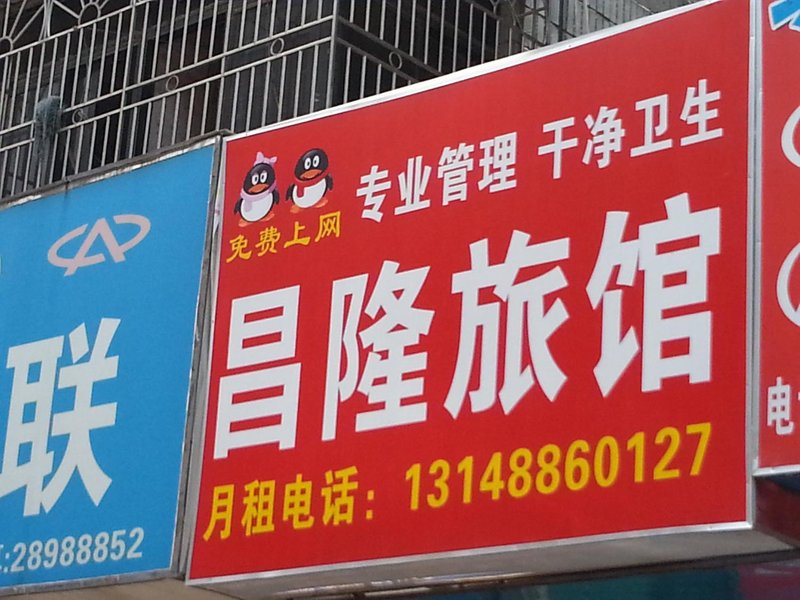 专业管理 干净卫生
免费上网
昌隆旅馆
月租电话：13148860127
联
:28988852
电